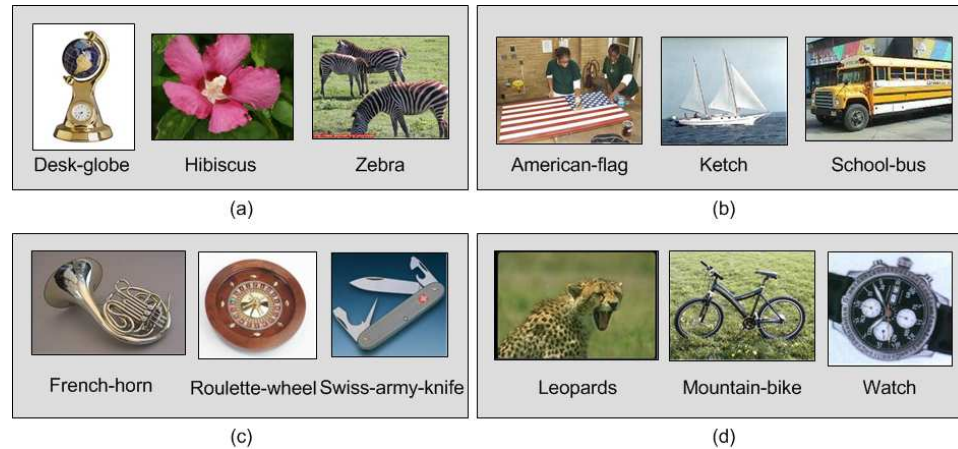 Desk-globe Hibiscus Zebra
(a)
American-flag Ketch School-bus
(b)
French-horn Roulette-wheel Swiss-army-knife
(c)
Leopards Mountain-bike Watch
(d)